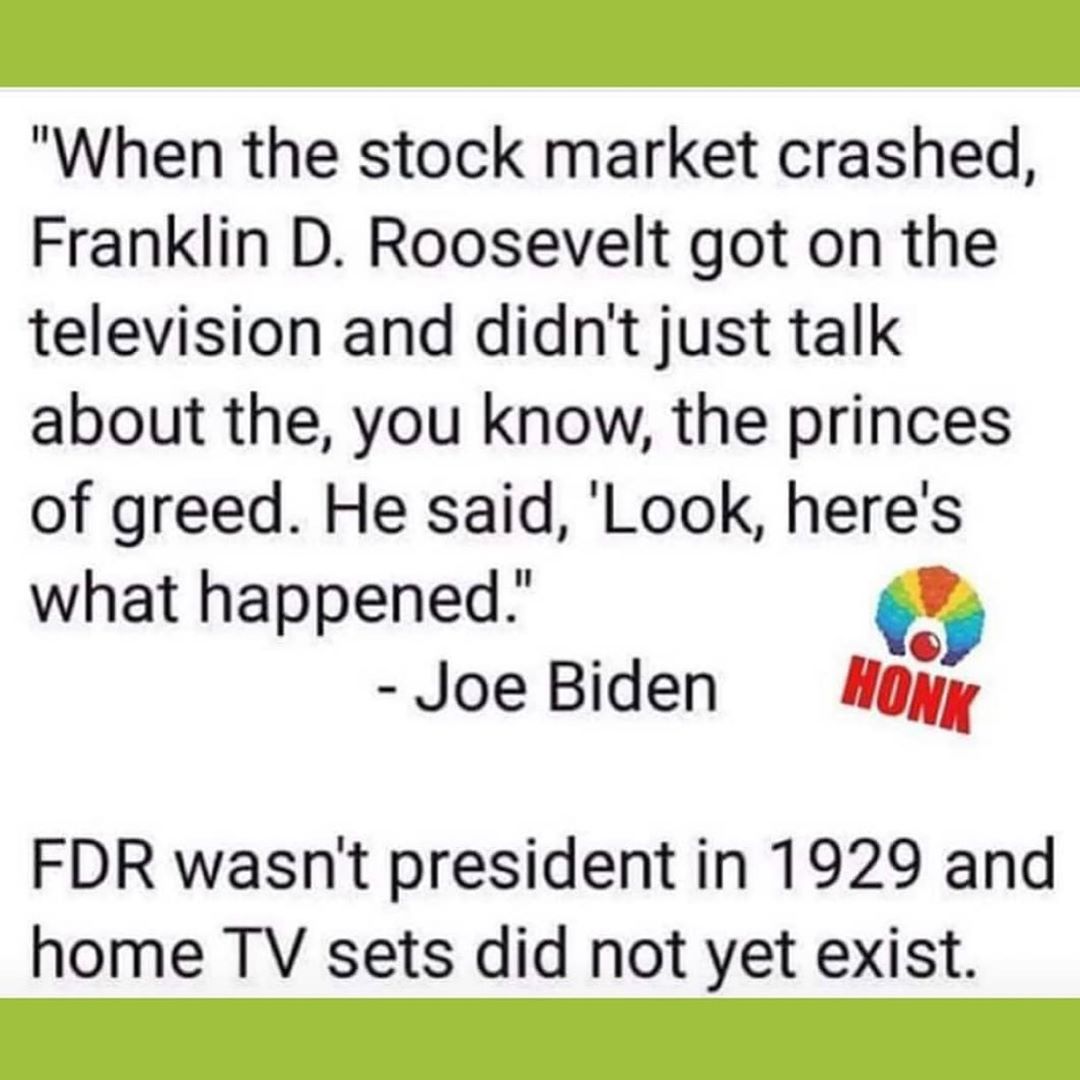 "When the stock market crashed,
Franklin D. Roosevelt got on the
television and didn't just talk
about the, you know, the princes
of greed. He said, 'Look, here's
what happened."
- Joe Biden
HONK
FDR wasn't president in 1929 and
home TV sets did not yet exist.